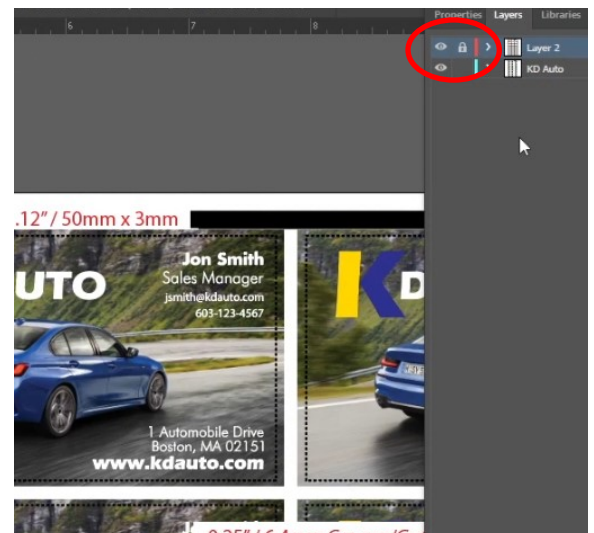 Properties Layers Libraries
6 7 8
Layer 2
KD Auto
.12" / 50mm x 3mm
UTO
Jon Smith
Sales Manager
jsmith@kdauto.com
603-123-4567
KD
1 Automobile Drive
Boston, MA 02151
www.kdauto.com